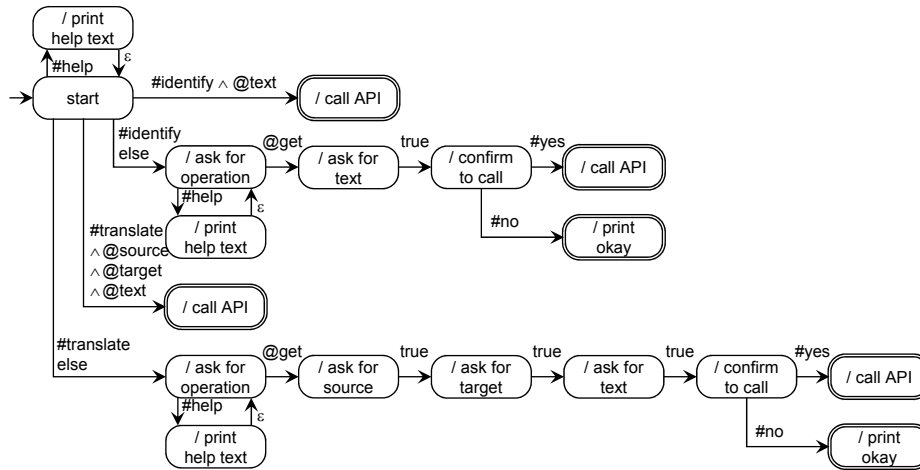 / print
help text
#help
ε
start
#identify ∧ @text
/ call API
#identify
else
/ ask for
operation
@get
/ ask for
text
true
/ confirm
to call
#yes
/ call API
#help
ε
/ print
help text
#no
/ print
okay
#translate
∧ @source
∧ @target
∧ @text
/ call API
#translate
else
/ ask for
operation
@get
/ ask for
source
true
/ ask for
target
true
/ ask for
text
true
/ confirm
to call
#yes
/ call API
#help
ε
/ print
help text
#no
/ print
okay